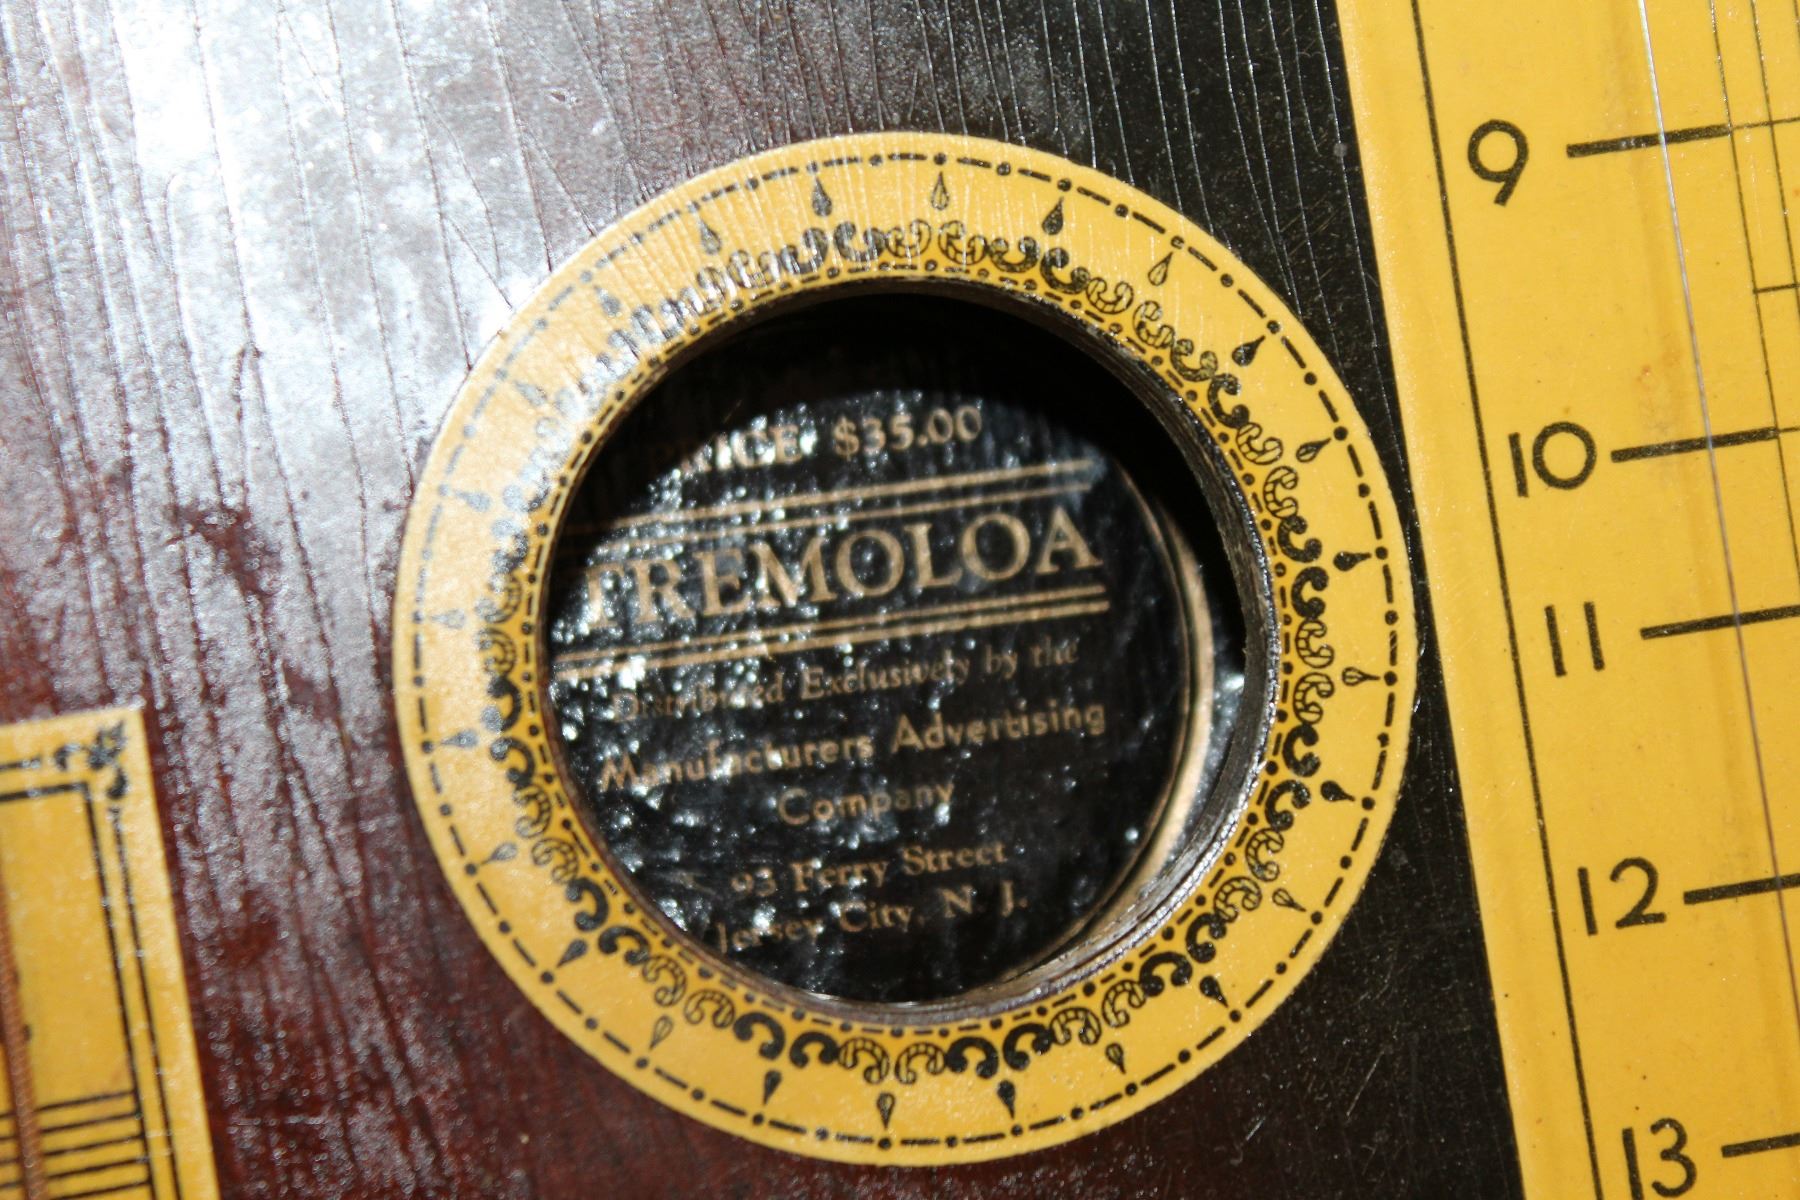 PRICE $35.00
TREMOLOA
Distributed Exclusively by the
Manufacturers Advertising
Company
93 Ferry Street
Jersey City, N. J.
9
10
11
12
13